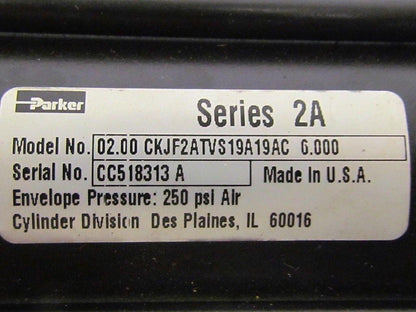 Parker
Series 2A
Model No. 02.00 CKJF2ATVS19A19AC 6.000
Serial No. CC518313 A Made In U.S.A.
Envelope Pressure: 250 psi Air
Cylinder Division Des Plaines, IL 60016